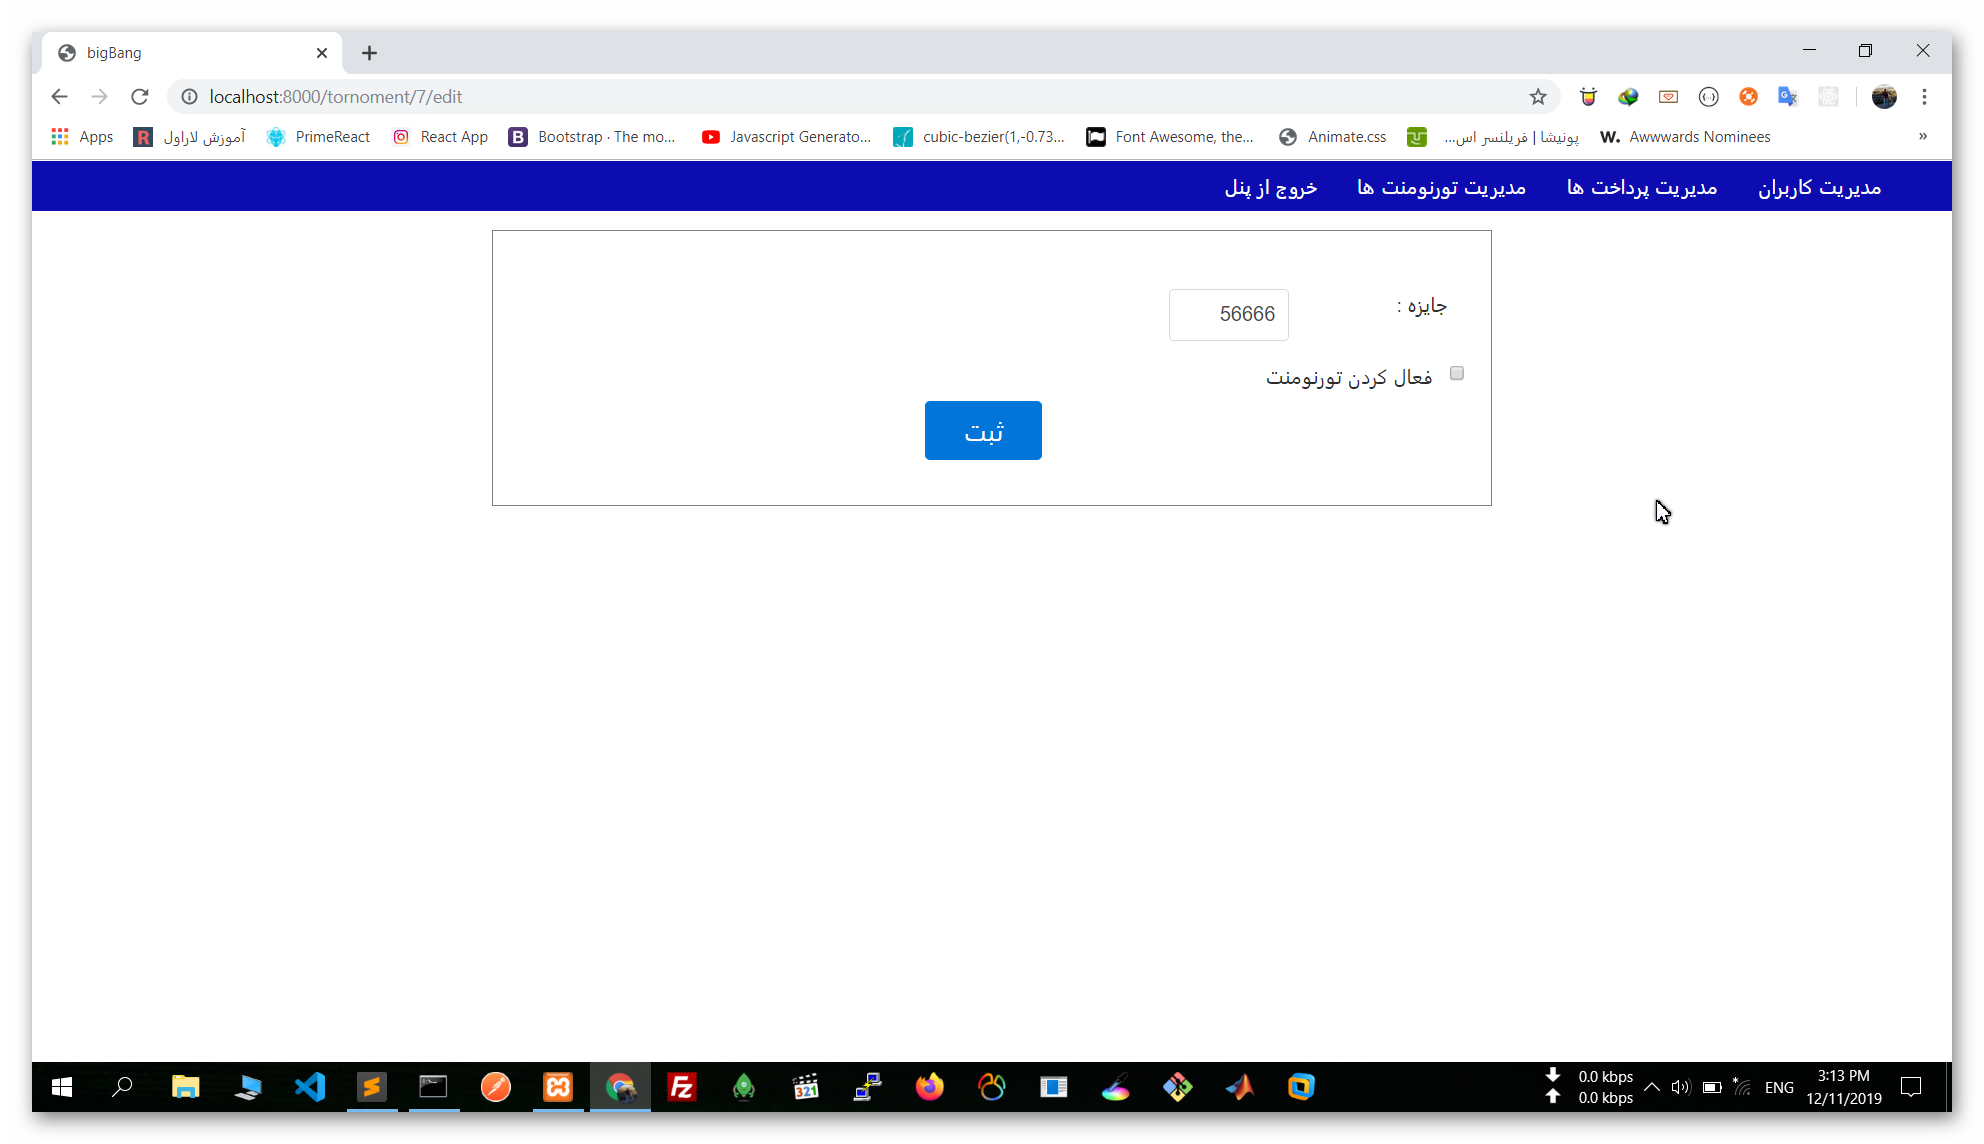 bigBang
localhost:8000/tornoment/7/edit
Apps آموزش لاراول PrimeReact React App Bootstrap · The mo... Javascript Generato... cubic-bezier(1,-0.73... Font Awesome, the... Animate.css پونیشا | فریلنسر اس... W. Awwwards Nominees »
مدیریت کاربران مدیریت پرداخت ها مدیریت تورنومنت ها خروج از پنل
جایزه : 56666
فعال کردن تورنومنت
ثبت
0.0 kbps
0.0 kbps
ENG
3:13 PM
12/11/2019